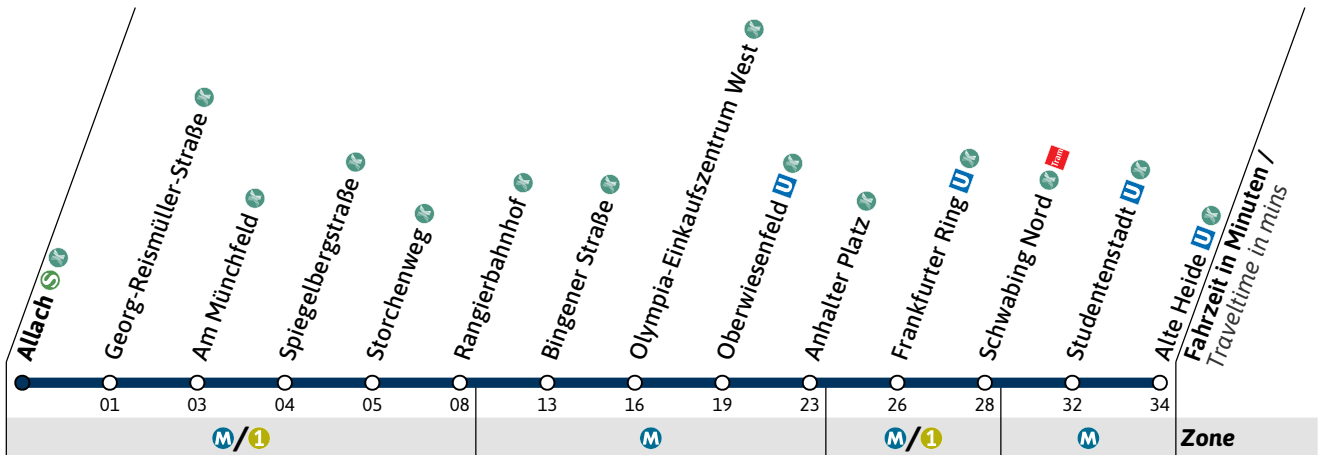 Allach S
Georg-Reismüller-Straße
Am Münchfeld
Spiegelbergstraße
Storchenweg
Rangierbahnhof
Bingener Straße
Olympia-Einkaufszentrum West
Oberwiesenfeld U
Anhalter Platz
Frankfurter Ring U
Schwabing Nord Tram
Studentenstadt U
Alte Heide U
Fahrzeit in Minuten /
Traveltime in mins
01 03 04 05 08 13 16 19 23 26 28 32 34
M/1 M M/1 M Zone